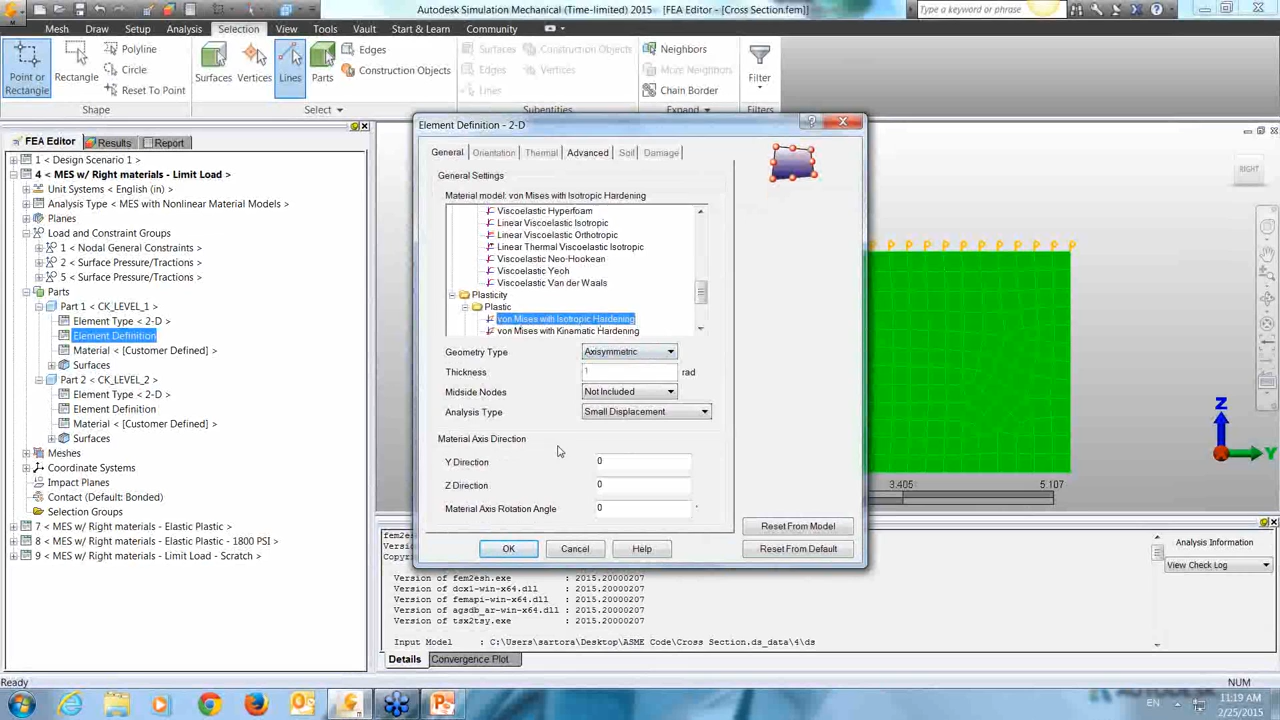 Autodesk Simulation Mechanical (Time-limited) 2015 - [FEA Editor - [Cross Section.fem]]
Type a keyword or phrase
Mesh Draw Setup Analysis Selection View Tools Vault Start & Learn Community
Point or Rectangle
Rectangle
Polyline
Circle
Reset To Point
Surfaces
Vertices
Lines
Parts
Edges
Construction Objects
Surfaces
Edges
Lines
Construction Objects
Vertices
Neighbors
More Neighbors
Chain Border
Filter
Shape
Select
Subentities
Expand
Filters
FEA Editor Results Report
1 < Design Scenario 1 >
4 < MES w/ Right materials - Limit Load >
Unit Systems < English (in) >
Analysis Type < MES with Nonlinear Material Models >
Planes
Load and Constraint Groups
1 < Nodal General Constraints >
2 < Surface Pressure/Tractions >
5 < Surface Pressure/Tractions >
Parts
Part 1 < CK_LEVEL_1 >
Element Type < 2-D >
Element Definition
Material < [Customer Defined] >
Surfaces
Part 2 < CK_LEVEL_2 >
Element Type < 2-D >
Element Definition
Material < [Customer Defined] >
Surfaces
Meshes
Coordinate Systems
Impact Planes
Contact (Default: Bonded)
Selection Groups
7 < MES w/ Right materials - Elastic Plastic >
8 < MES w/ Right materials - Elastic Plastic - 1800 PSI >
9 < MES w/ Right materials - Limit Load - Scratch >
Element Definition - 2-D
General Orientation Thermal Advanced Soil Damage
General Settings
Material model: von Mises with Isotropic Hardening
Viscoelastic Hyperfoam
Linear Viscoelastic Isotropic
Linear Viscoelastic Orthotropic
Linear Thermal Viscoelastic Isotropic
Viscoelastic Neo-Hookean
Viscoelastic Yeoh
Viscoelastic Van der Waals
Plasticity
Plastic
von Mises with Isotropic Hardening
von Mises with Kinematic Hardening
Geometry Type Axisymmetric
Thickness 1 rad
Midside Nodes Not Included
Analysis Type Small Displacement
Material Axis Direction
Y Direction 0
Z Direction 0
Material Axis Rotation Angle 0 °
Reset From Model
OK Cancel Help Reset From Default
RIGHT
Z
Y
3.405 5.107
fem2es
Versio
Copyri
Version of fem2esh.exe : 2015.20000207
Version of dcx1-win-x64.dll : 2015.20000207
Version of femapi-win-x64.dll : 2015.20000207
Version of agsdb_ar-win-x64.dll : 2015.20000207
Version of tsx2tsy.exe : 2015.20000207
Input Model : C:\Users\sartora\Desktop\ASME Code\Cross Section.ds_data\4\ds
Analysis Information
View Check Log
Details Convergence Plot
Ready
NUM
EN
11:19 AM
2/25/2015